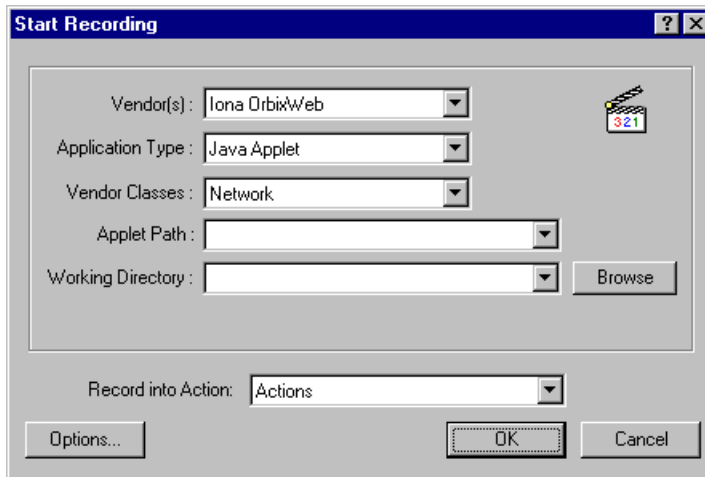 Start Recording
Vendor(s) : Iona OrbixWeb
321
Application Type : Java Applet
Vendor Classes : Network
Applet Path :
Working Directory : Browse
Record into Action: Actions
Options... OK Cancel